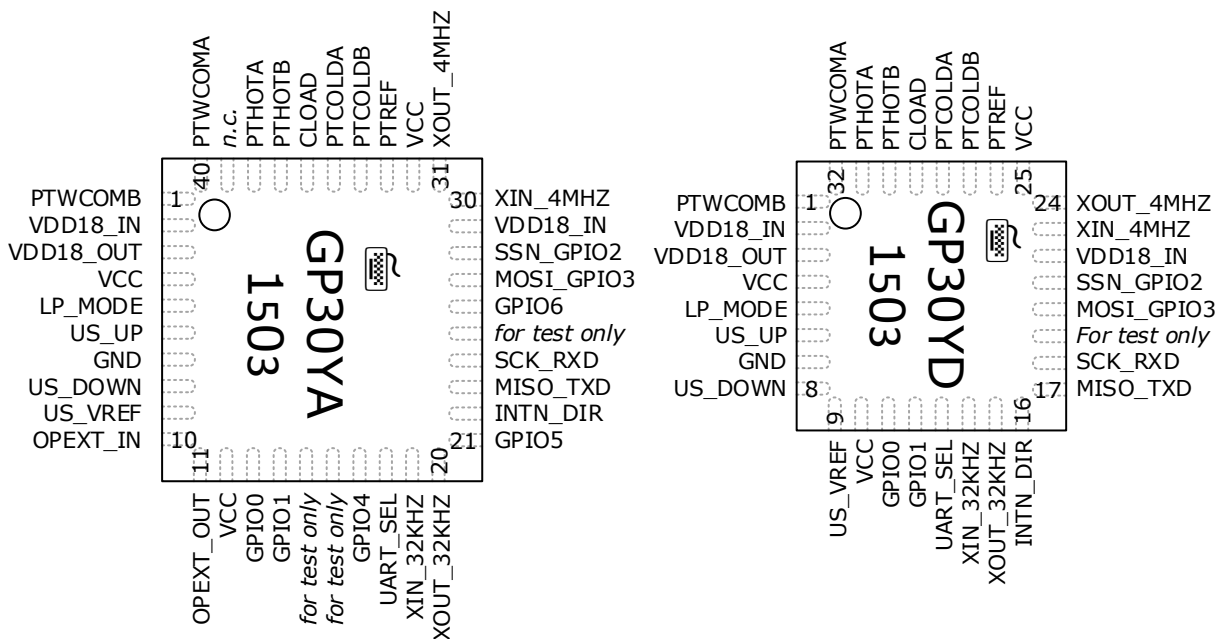 PTWCOMA
n.c.
PTHOTA
PTHOTB
CLOAD
PTCOLDA
PTCOLDB
PTREF
VCC
XOUT_4MHZ
40
31
PTWCOMB
VDD18_IN
VDD18_OUT
VCC
LP_MODE
US_UP
GND
US_DOWN
US_VREF
OPEXT_IN
1
10
GP30YA
1503
30
21
XIN_4MHZ
VDD18_IN
SSN_GPIO2
MOSI_GPIO3
GPIO6
for test only
SCK_RXD
MISO_TXD
INTN_DIR
GPIO5
11
20
OPEXT_OUT
VCC
GPIO0
GPIO1
for test only
for test only
GPIO4
UART_SEL
XIN_32KHZ
XOUT_32KHZ
PTWCOMA
PTHOTA
PTHOTB
CLOAD
PTCOLDA
PTCOLDB
PTREF
VCC
32
25
PTWCOMB
VDD18_IN
VDD18_OUT
VCC
LP_MODE
US_UP
GND
US_DOWN
1
8
GP30YD
1503
24
17
XOUT_4MHZ
XIN_4MHZ
VDD18_IN
SSN_GPIO2
MOSI_GPIO3
For test only
SCK_RXD
MISO_TXD
9
16
US_VREF
VCC
GPIO0
GPIO1
UART_SEL
XIN_32KHZ
XOUT_32KHZ
INTN_DIR